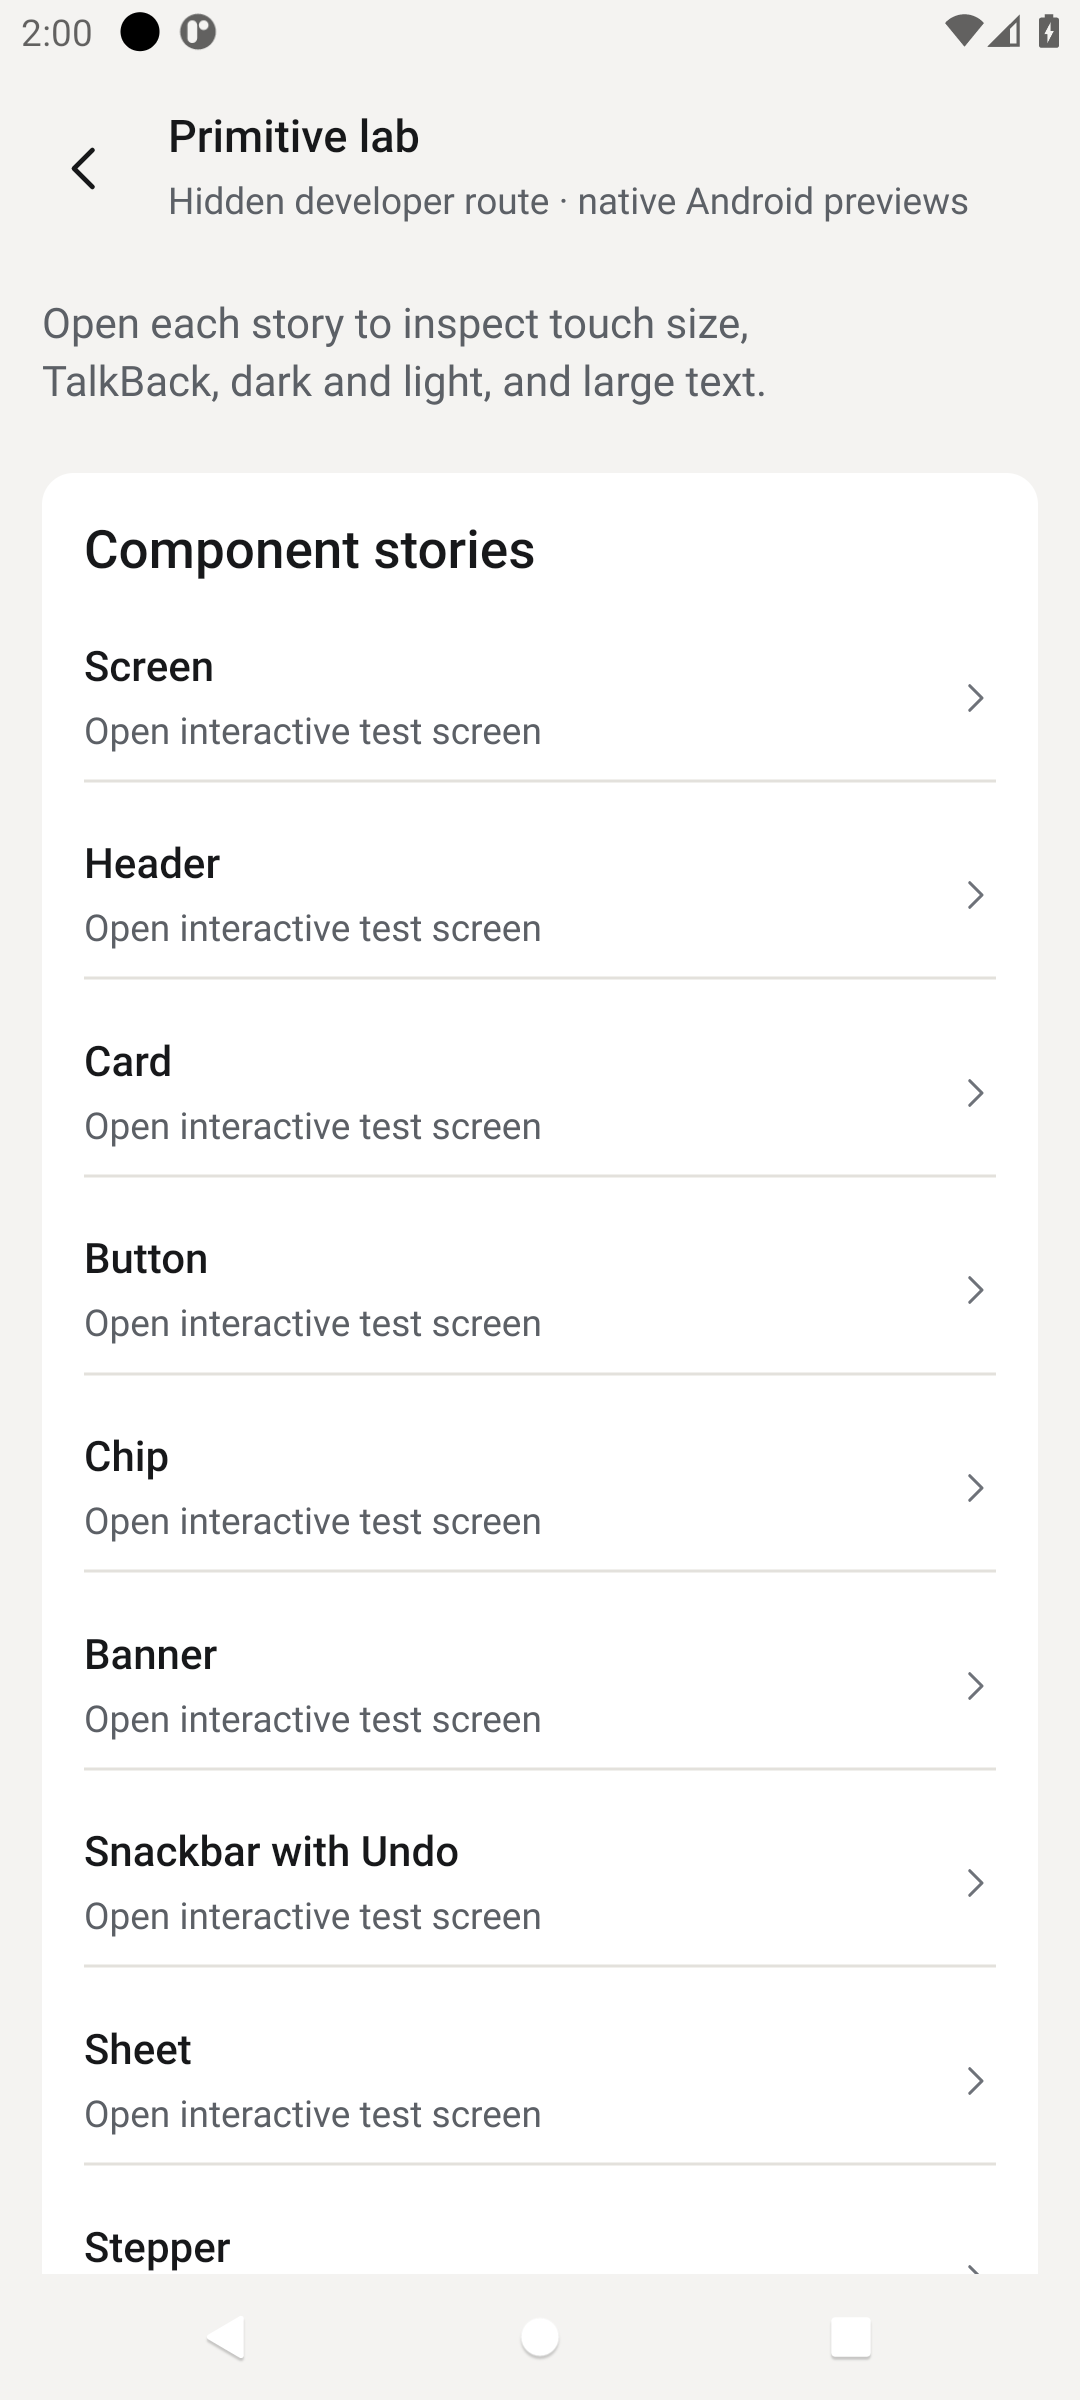 2:00
Primitive lab
Hidden developer route · native Android previews
Open each story to inspect touch size,
TalkBack, dark and light, and large text.
Component stories
Screen
Open interactive test screen
Header
Open interactive test screen
Card
Open interactive test screen
Button
Open interactive test screen
Chip
Open interactive test screen
Banner
Open interactive test screen
Snackbar with Undo
Open interactive test screen
Sheet
Open interactive test screen
Stepper